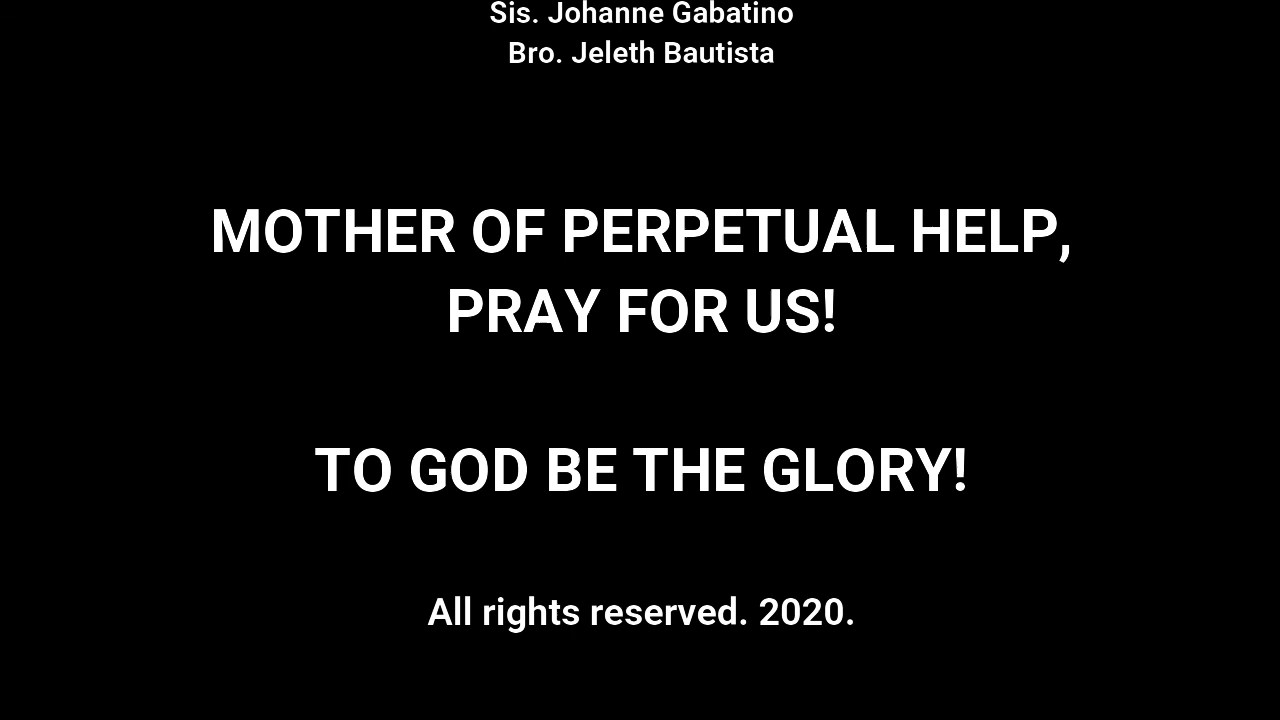 Sis. Johanne Gabatino
Bro. Jeleth Bautista
MOTHER OF PERPETUAL HELP,
PRAY FOR US!
TO GOD BE THE GLORY!
All rights reserved. 2020.